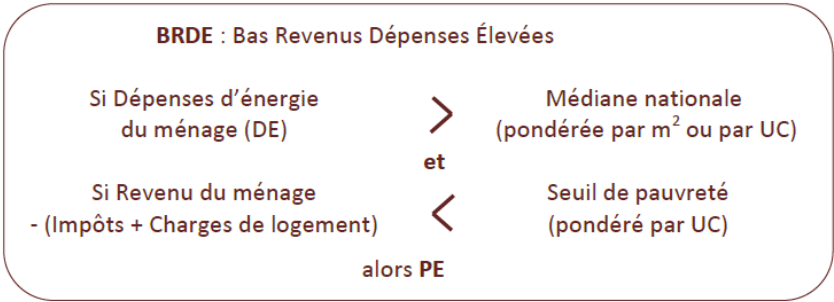 BRDE : Bas Revenus Dépenses Élevées
Si Dépenses d’énergie
du ménage (DE)
>
Médiane nationale
(pondérée par m² ou par UC)
et
Si Revenu du ménage
- (Impôts + Charges de logement)
<
Seuil de pauvreté
(pondéré par UC)
alors PE